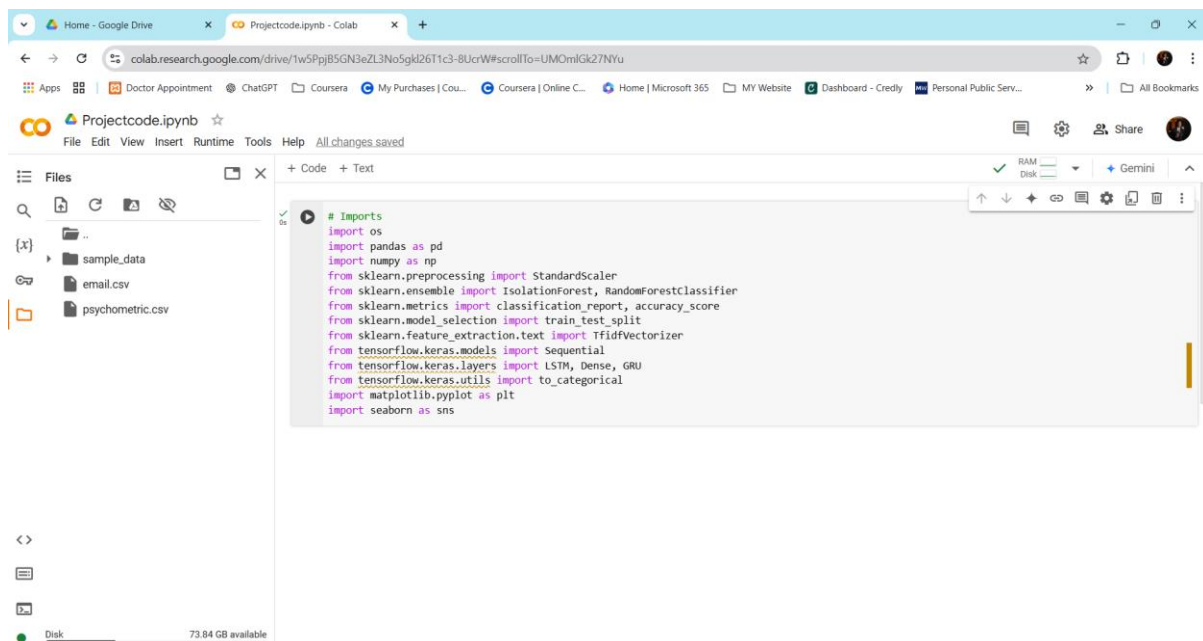 Home - Google Drive
Projectcode.ipynb - Colab
colab.research.google.com/drive/1w5PpjB5GN3eZL3No5gkl26T1c3-8UcrW#scrollTo=UMOmlGk27NYu
Apps Doctor Appointment ChatGPT Coursera My Purchases | Cou... Coursera | Online C... Home | Microsoft 365 MY Website Dashboard - Credly Personal Public Serv... » All Bookmarks
CO Projectcode.ipynb
Share
File Edit View Insert Runtime Tools Help All changes saved
Files
+ Code + Text
RAM
Disk
Gemini
..
sample_data
email.csv
psychometric.csv
{x}
0s
# Imports
import os
import pandas as pd
import numpy as np
from sklearn.preprocessing import StandardScaler
from sklearn.ensemble import IsolationForest, RandomForestClassifier
from sklearn.metrics import classification_report, accuracy_score
from sklearn.model_selection import train_test_split
from sklearn.feature_extraction.text import TfidfVectorizer
from tensorflow.keras.models import Sequential
from tensorflow.keras.layers import LSTM, Dense, GRU
from tensorflow.keras.utils import to_categorical
import matplotlib.pyplot as plt
import seaborn as sns
Disk 73.84 GB available